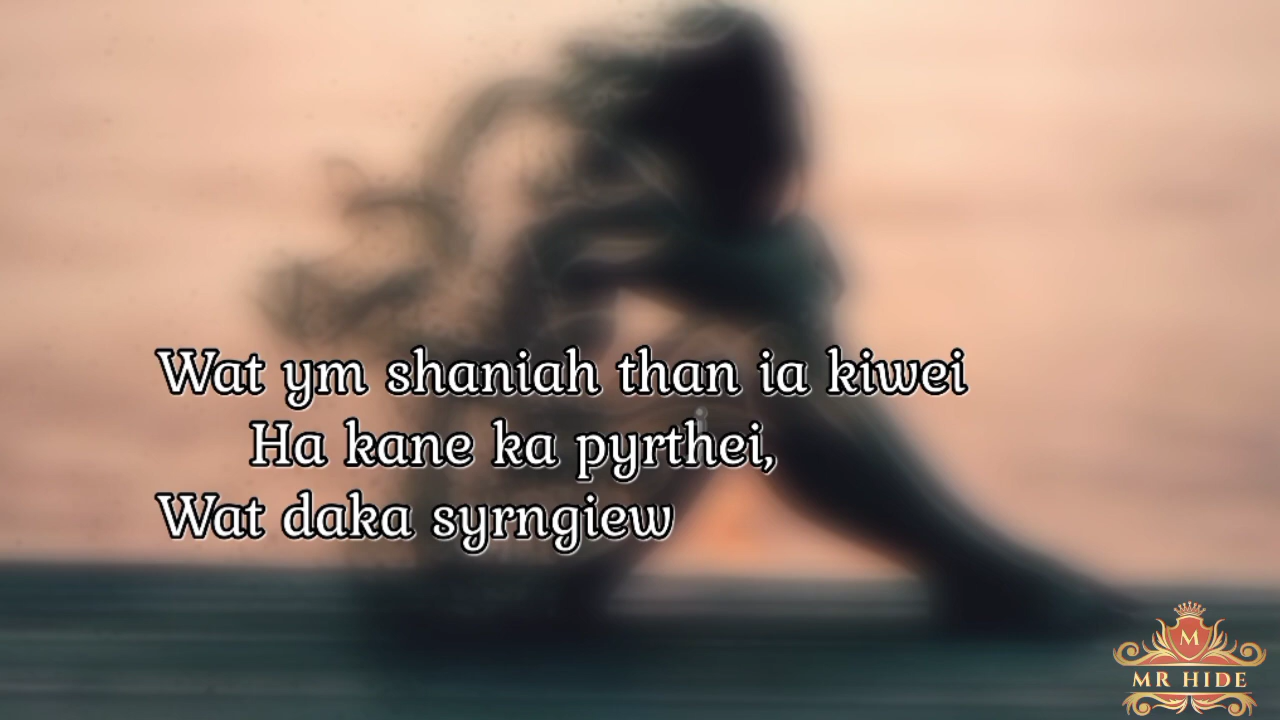 Wat ym shaniah than ia kiwei
Ha kane ka pyrthei,
Wat daka syrngiew
M
MR HIDE